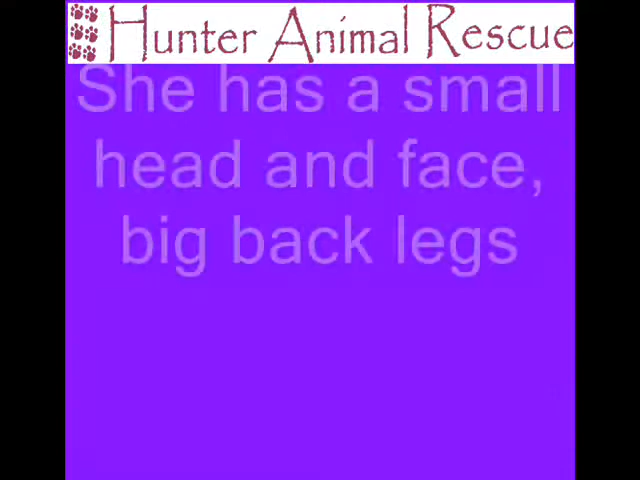 Hunter Animal Rescue
She has a small
head and face,
big back legs